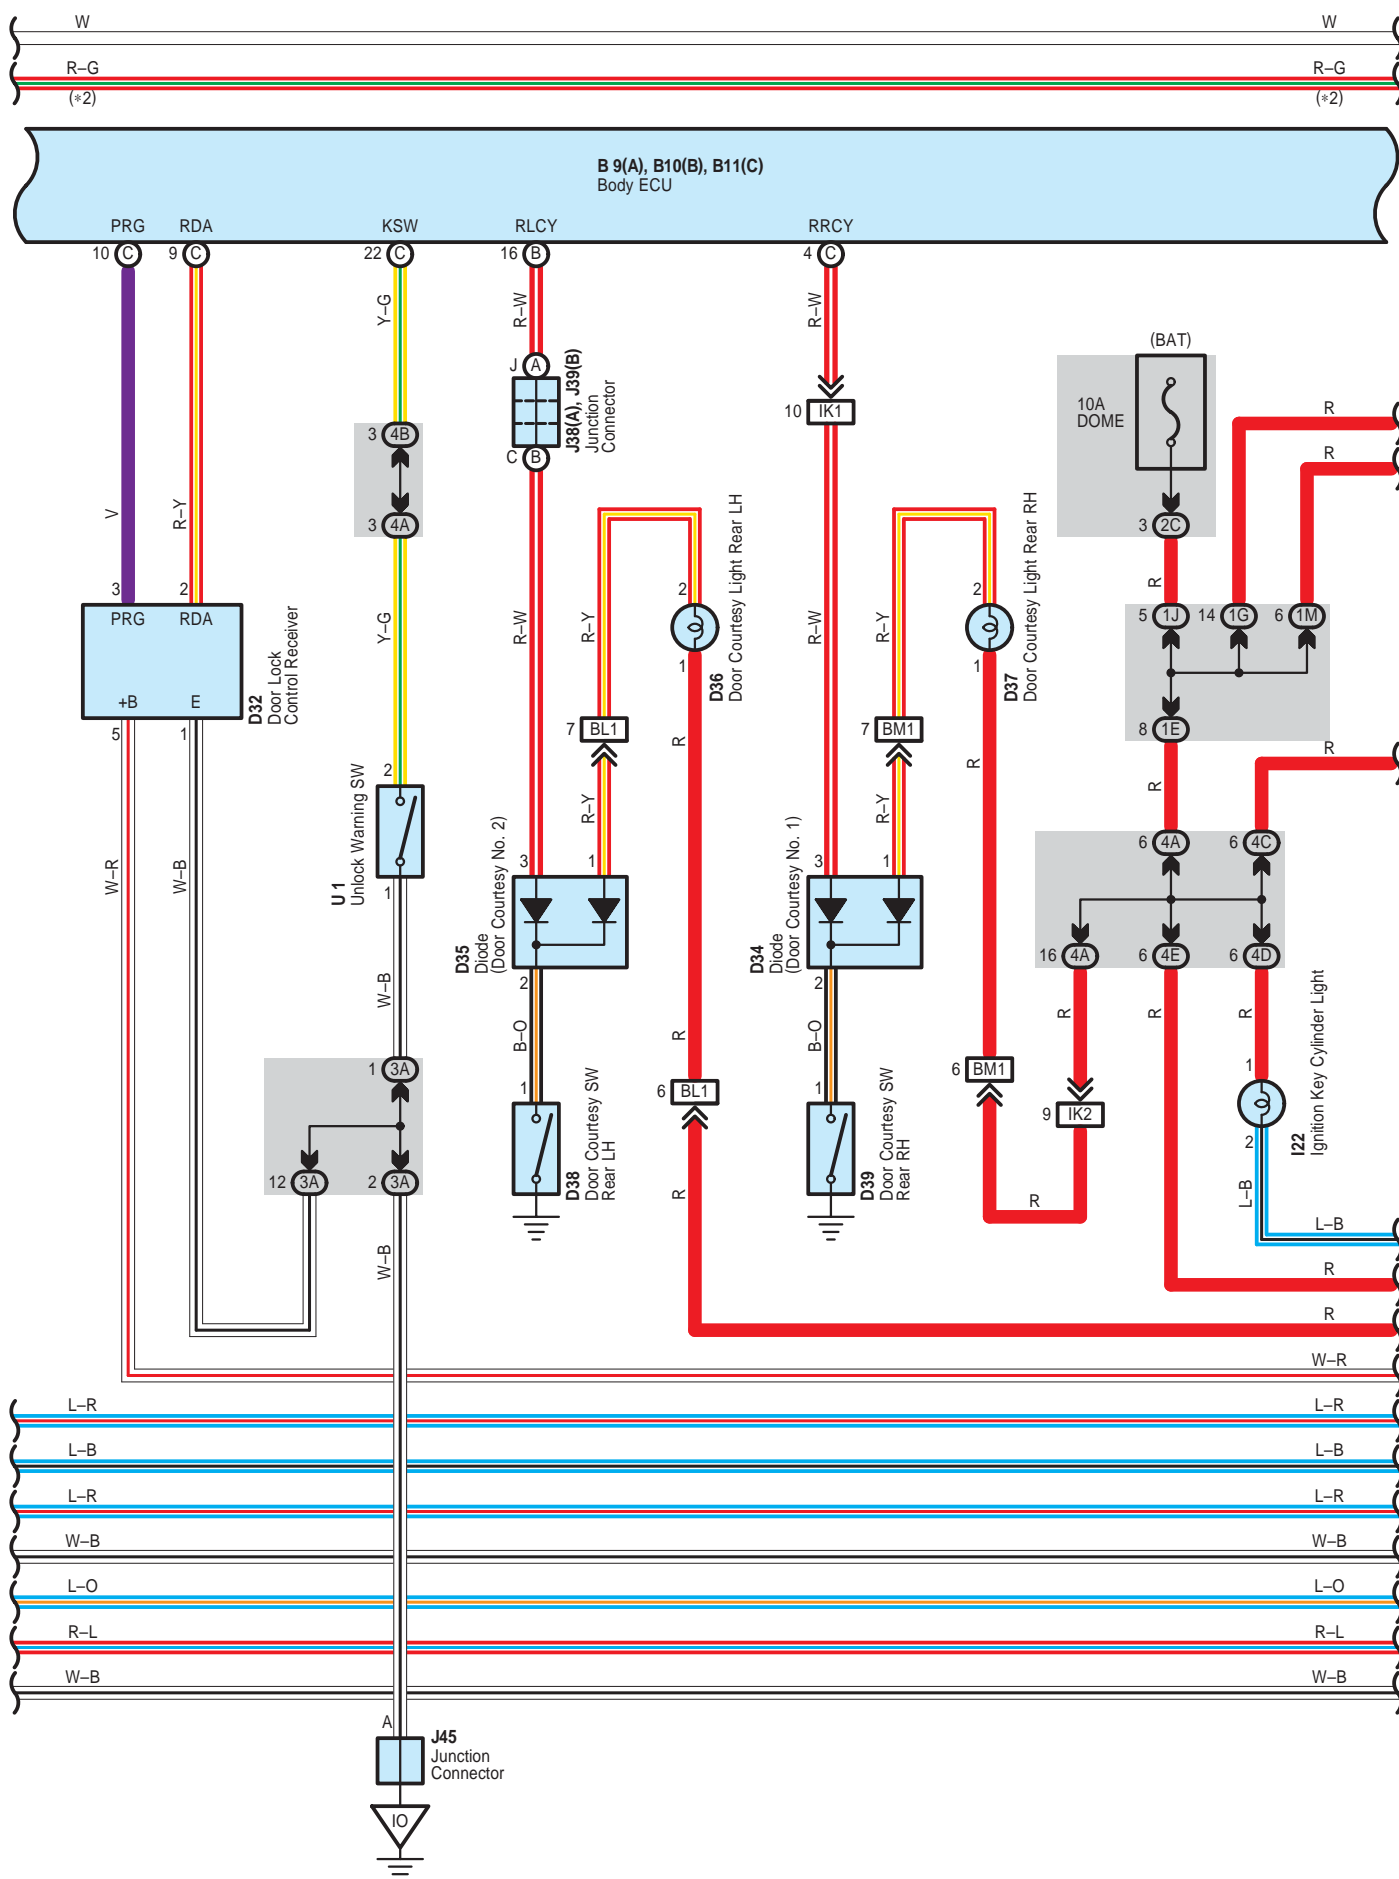 W W
R–G R–G
(∗2) (∗2)
B 9(A), B10(B), B11(C)
Body ECU
PRG RDA KSW RLCY RRCY
10 C 9 C 22 C 16 B 4 C
Y–G
R–W
R–W
J A
J38(A), J39(B)
Junction
Connector
C B
10 IK1
(BAT)
10A
DOME
3 2C
R
R
3 4B
3 4A
V
R–Y
3 2
PRG RDA
+B E
5 1
D32
Door Lock
Control Receiver
Y–G
R–W
R–Y
2
1
D36
Door Courtesy Light Rear LH
R–W
R–Y
2
1
D37
Door Courtesy Light Rear RH
R
5 1J 14 1G 6 1M
8 1E
R
R
7 BL1
R
7 BM1
R
2
U 1
Unlock Warning SW
1
W–R
W–B
R–Y
R–Y
3 1
D35
Diode
(Door Courtesy No. 2)
2
3 1
D34
Diode
(Door Courtesy No. 1)
2
6 4A 6 4C
16 4A 6 4E 6 4D
W–B
B–O
R
B–O
R
R
R
1 3A
12 3A 2 3A
1
D38
Door Courtesy SW
Rear LH
6 BL1
R
1
D39
Door Courtesy SW
Rear RH
6 BM1
9 IK2
R
1
2
I22
Ignition Key Cylinder Light
L–B
L–B
W–B
R
R
W–R
L–R L–R
L–B L–B
L–R L–R
W–B W–B
L–O L–O
R–L R–L
W–B W–B
A
J45
Junction
Connector
IO